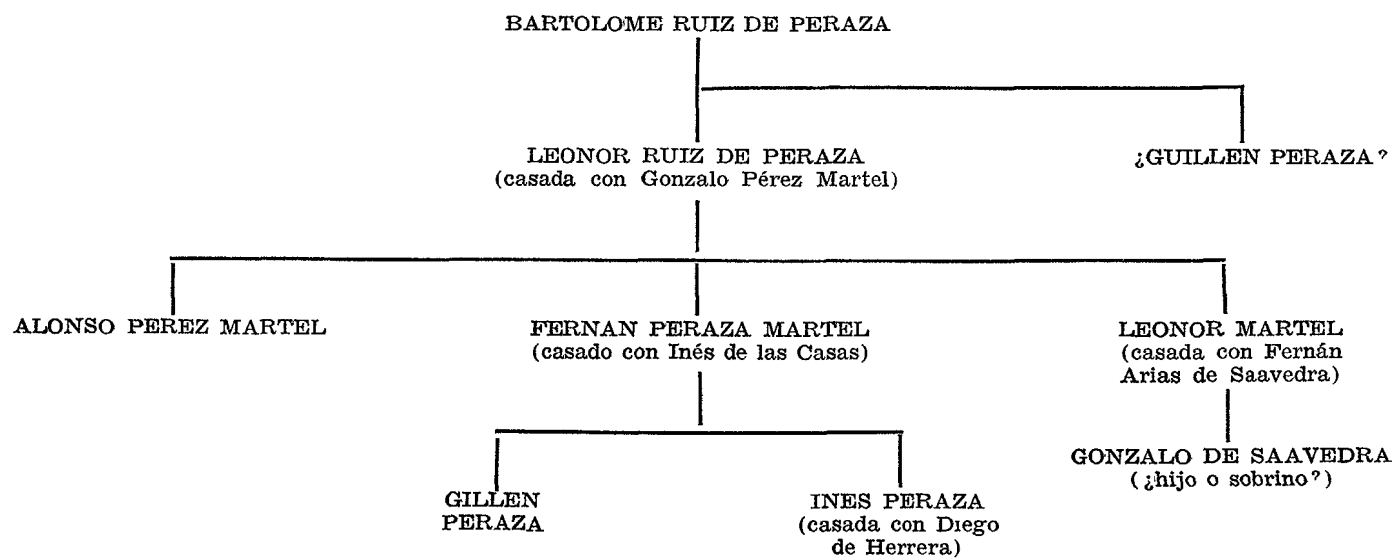 BARTOLOME RUIZ DE PERAZA
LEONOR RUIZ DE PERAZA
(casada con Gonzalo Pérez Martel)
¿GUILLEN PERAZA?
ALONSO PEREZ MARTEL
FERNAN PERAZA MARTEL
(casado con Inés de las Casas)
LEONOR MARTEL
(casada con Fernán
Arias de Saavedra)
GILLEN
PERAZA
INES PERAZA
(casada con Diego
de Herrera)
GONZALO DE SAAVEDRA
(¿hijo o sobrino?)